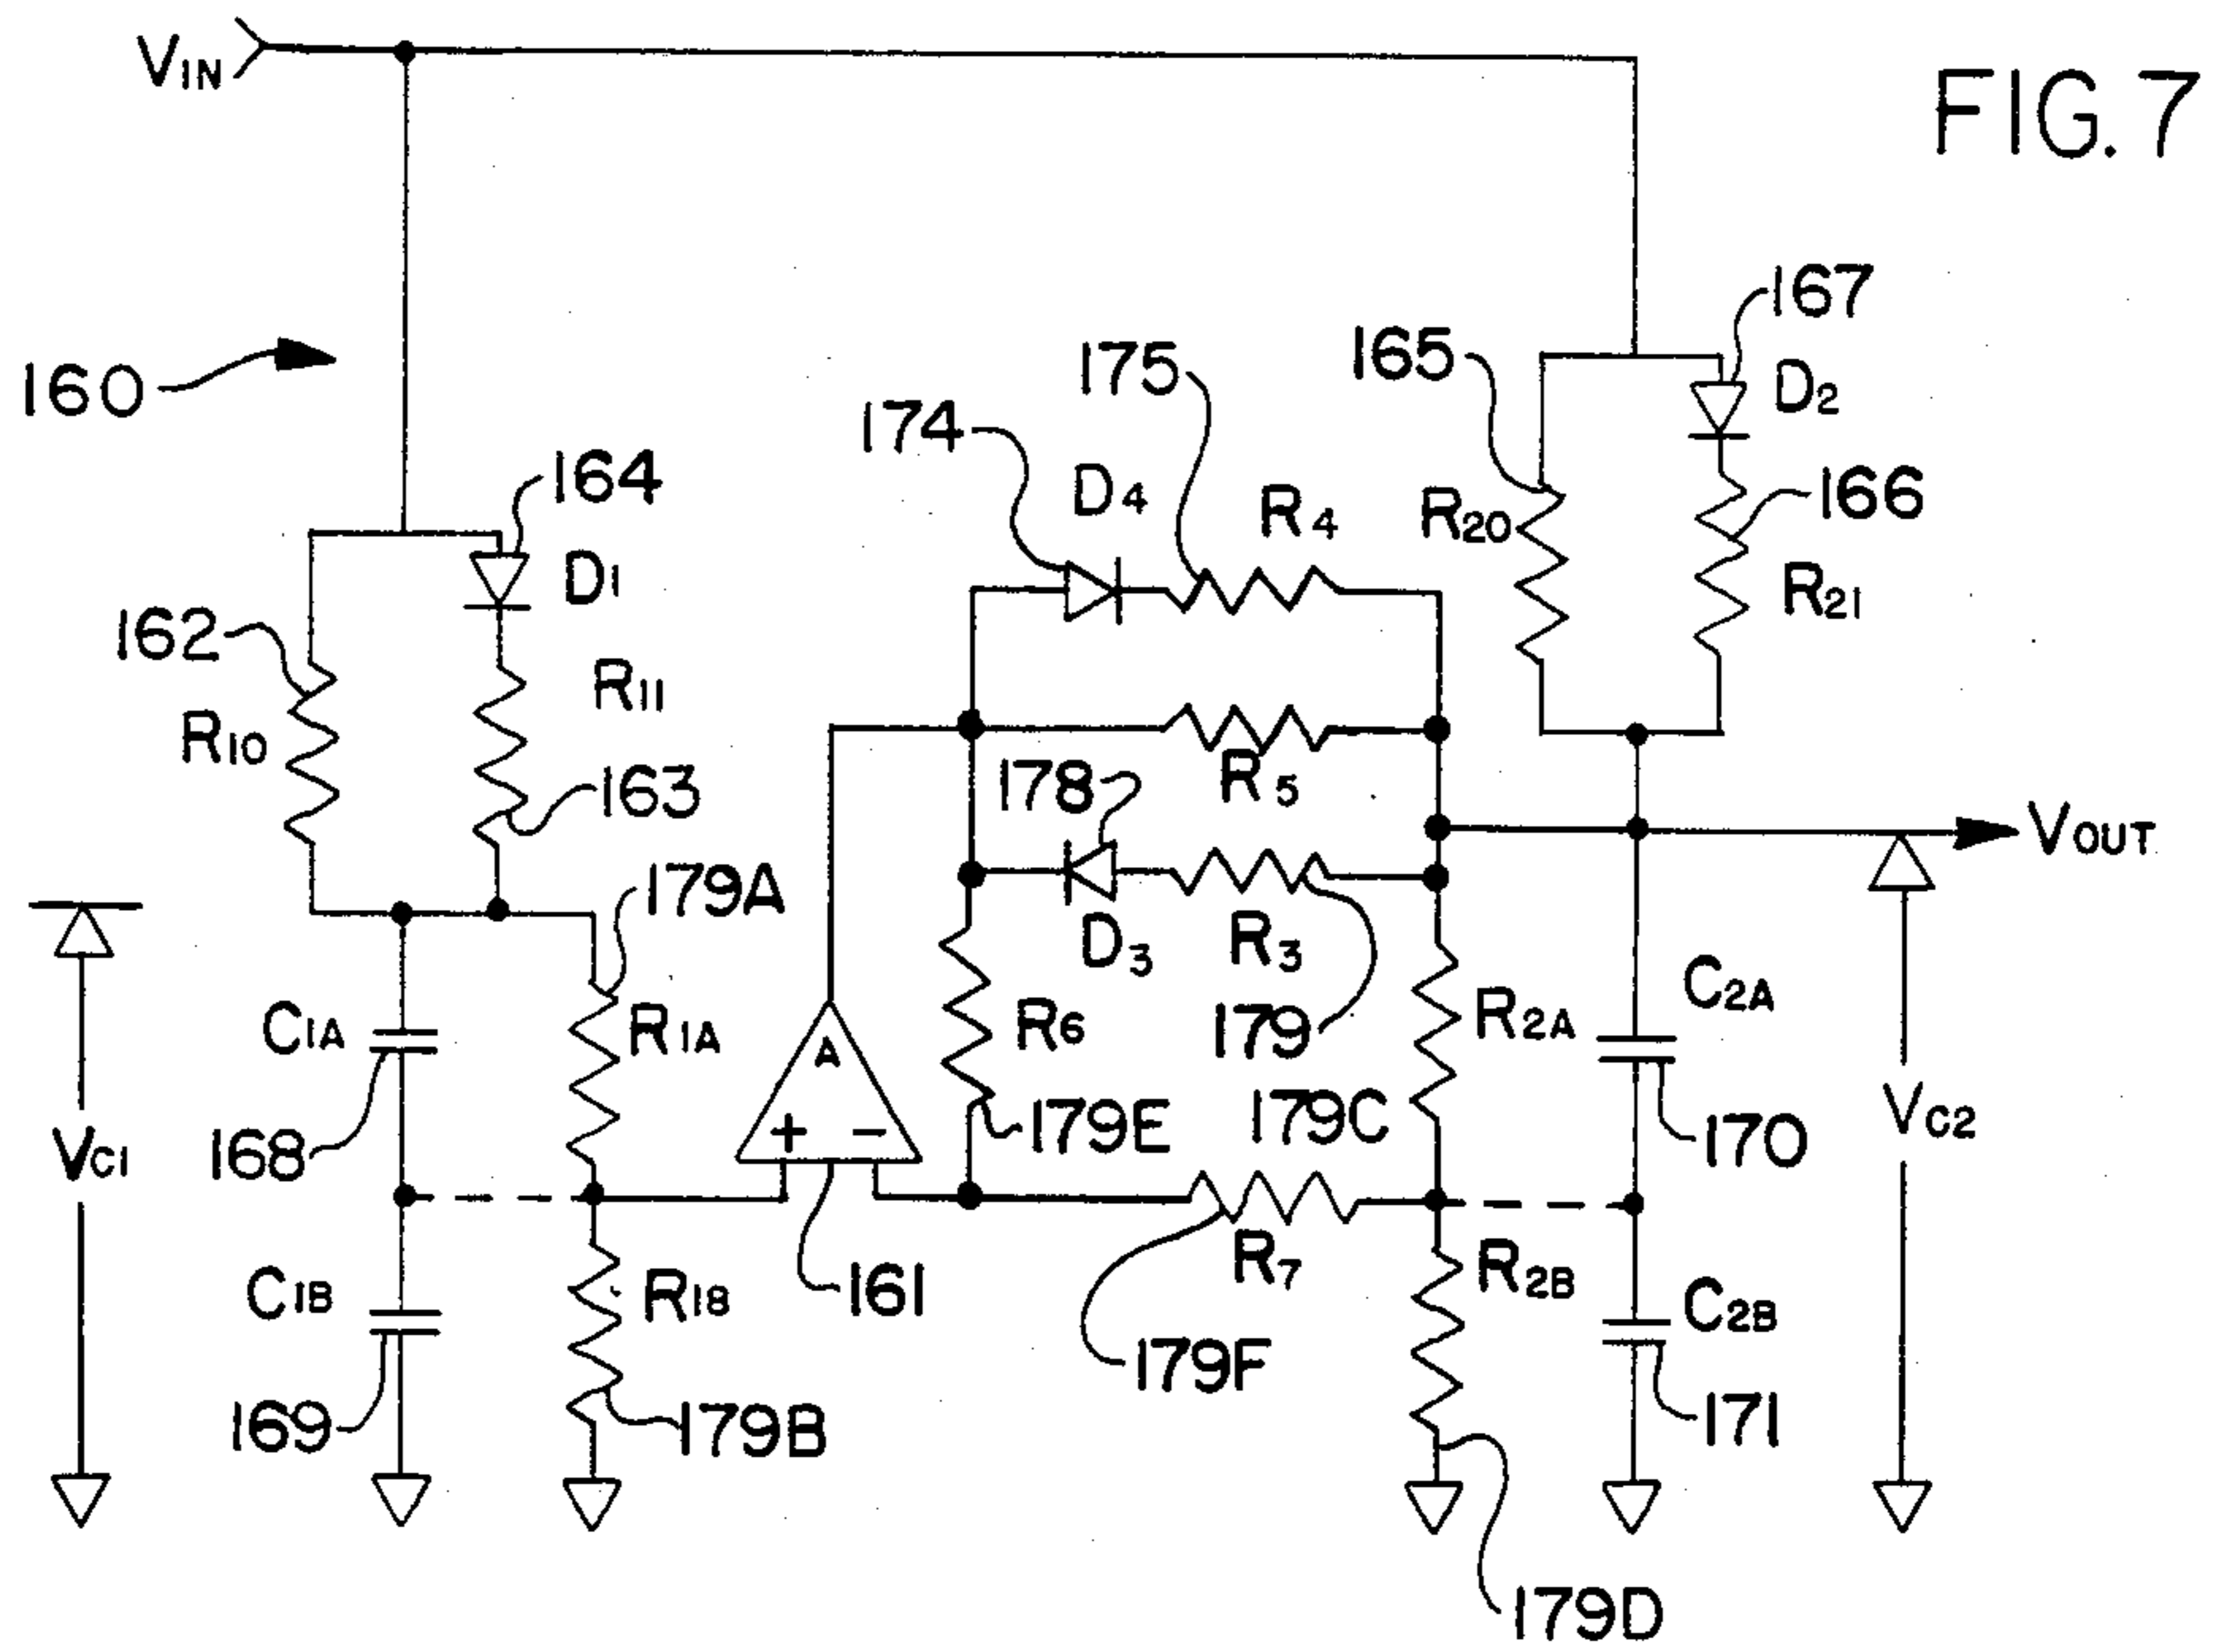 VIN
FIG. 7
167
160
175
165
D2
174
164
D4
166
R4
R20
D1
R21
162
R11
R10
178
R5
163
VOUT
179A
D3
R3
C2A
C1A
R1A
A
R6
179
R2A
+
−
179E
179C
VC1
168
170
VC2
161
R7
R2B
C1B
R1B
C2B
179F
169
179B
171
179D